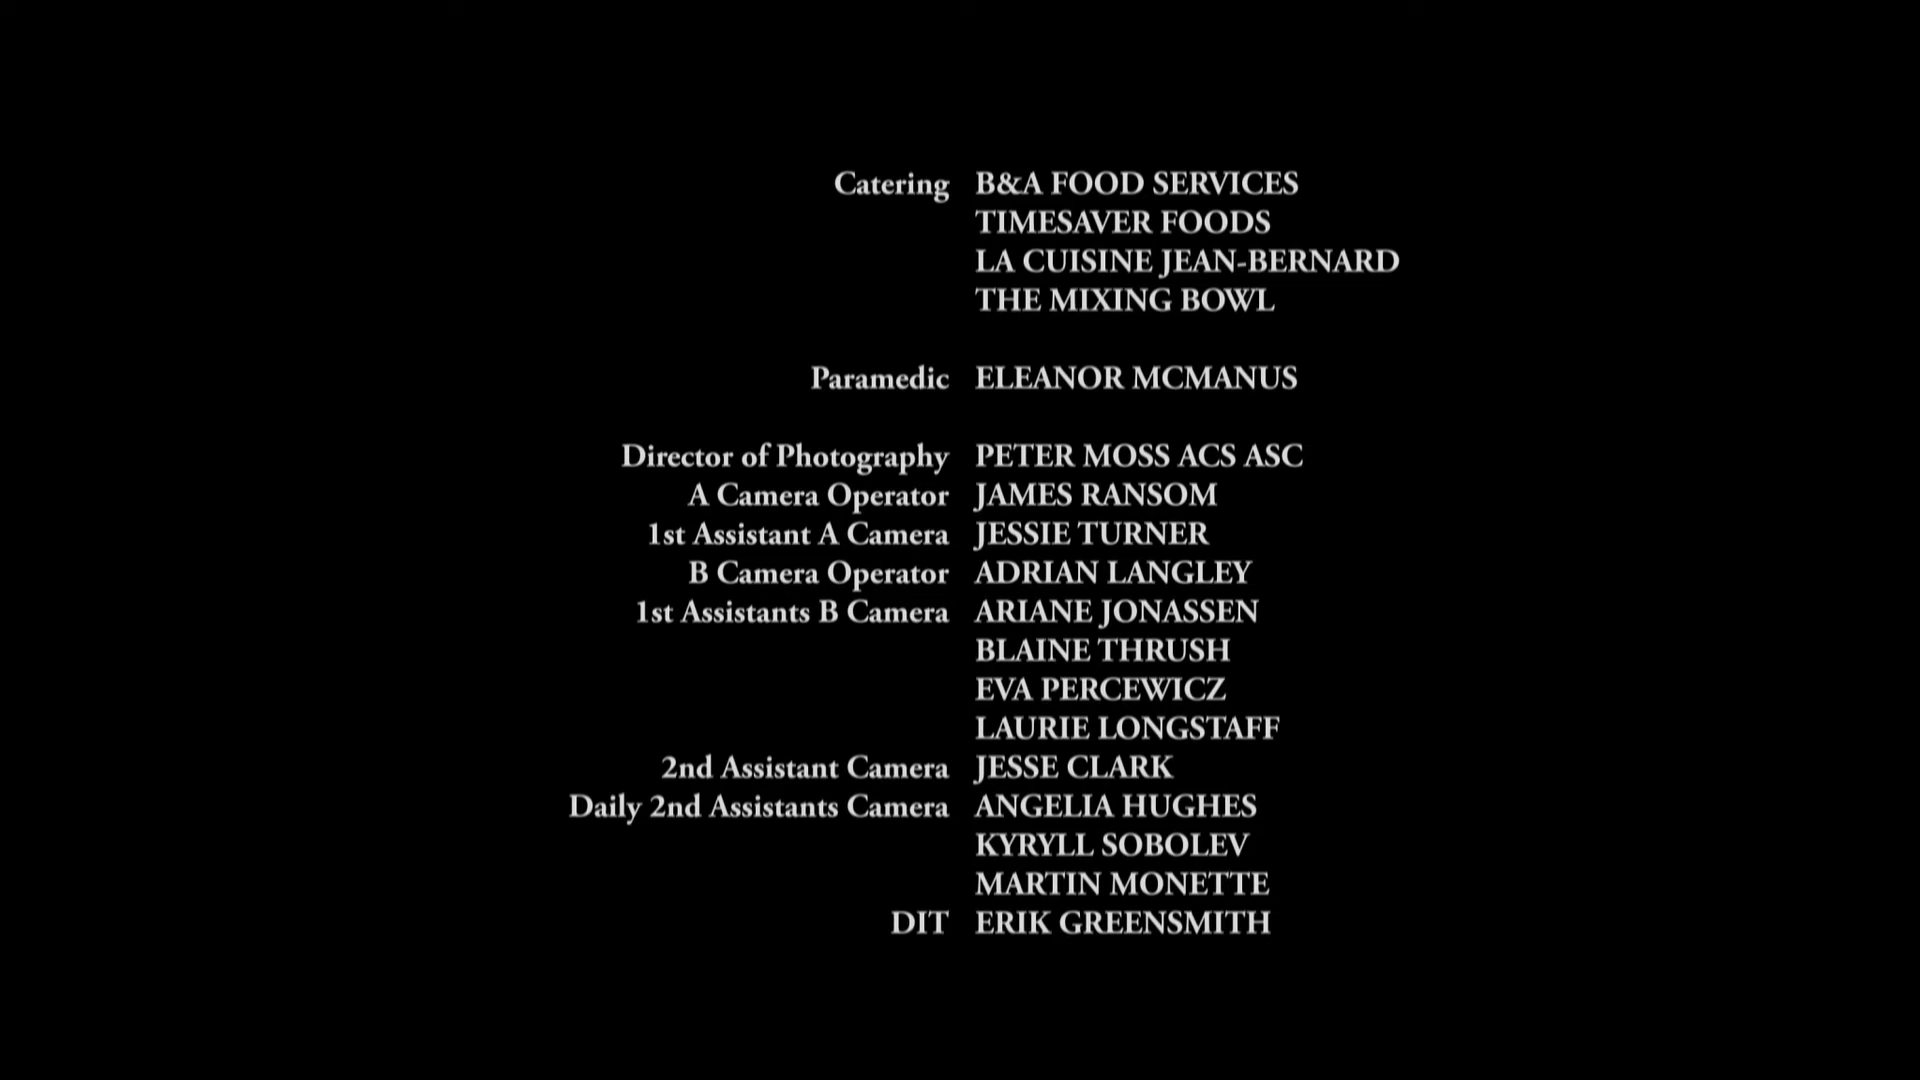 Catering B&A FOOD SERVICES
TIMESAVER FOODS
LA CUISINE JEAN-BERNARD
THE MIXING BOWL
Paramedic ELEANOR MCMANUS
Director of Photography PETER MOSS ACS ASC
A Camera Operator JAMES RANSOM
1st Assistant A Camera JESSIE TURNER
B Camera Operator ADRIAN LANGLEY
1st Assistants B Camera ARIANE JONASSEN
BLAINE THRUSH
EVA PERCEWICZ
LAURIE LONGSTAFF
2nd Assistant Camera JESSE CLARK
Daily 2nd Assistants Camera ANGELIA HUGHES
KYRYLL SOBOLEV
MARTIN MONETTE
DIT ERIK GREENSMITH